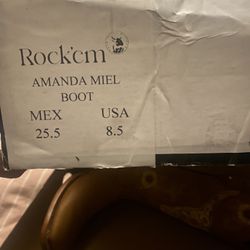 Rock'em
AMANDA MIEL
BOOT
MEX USA
25.5 8.5